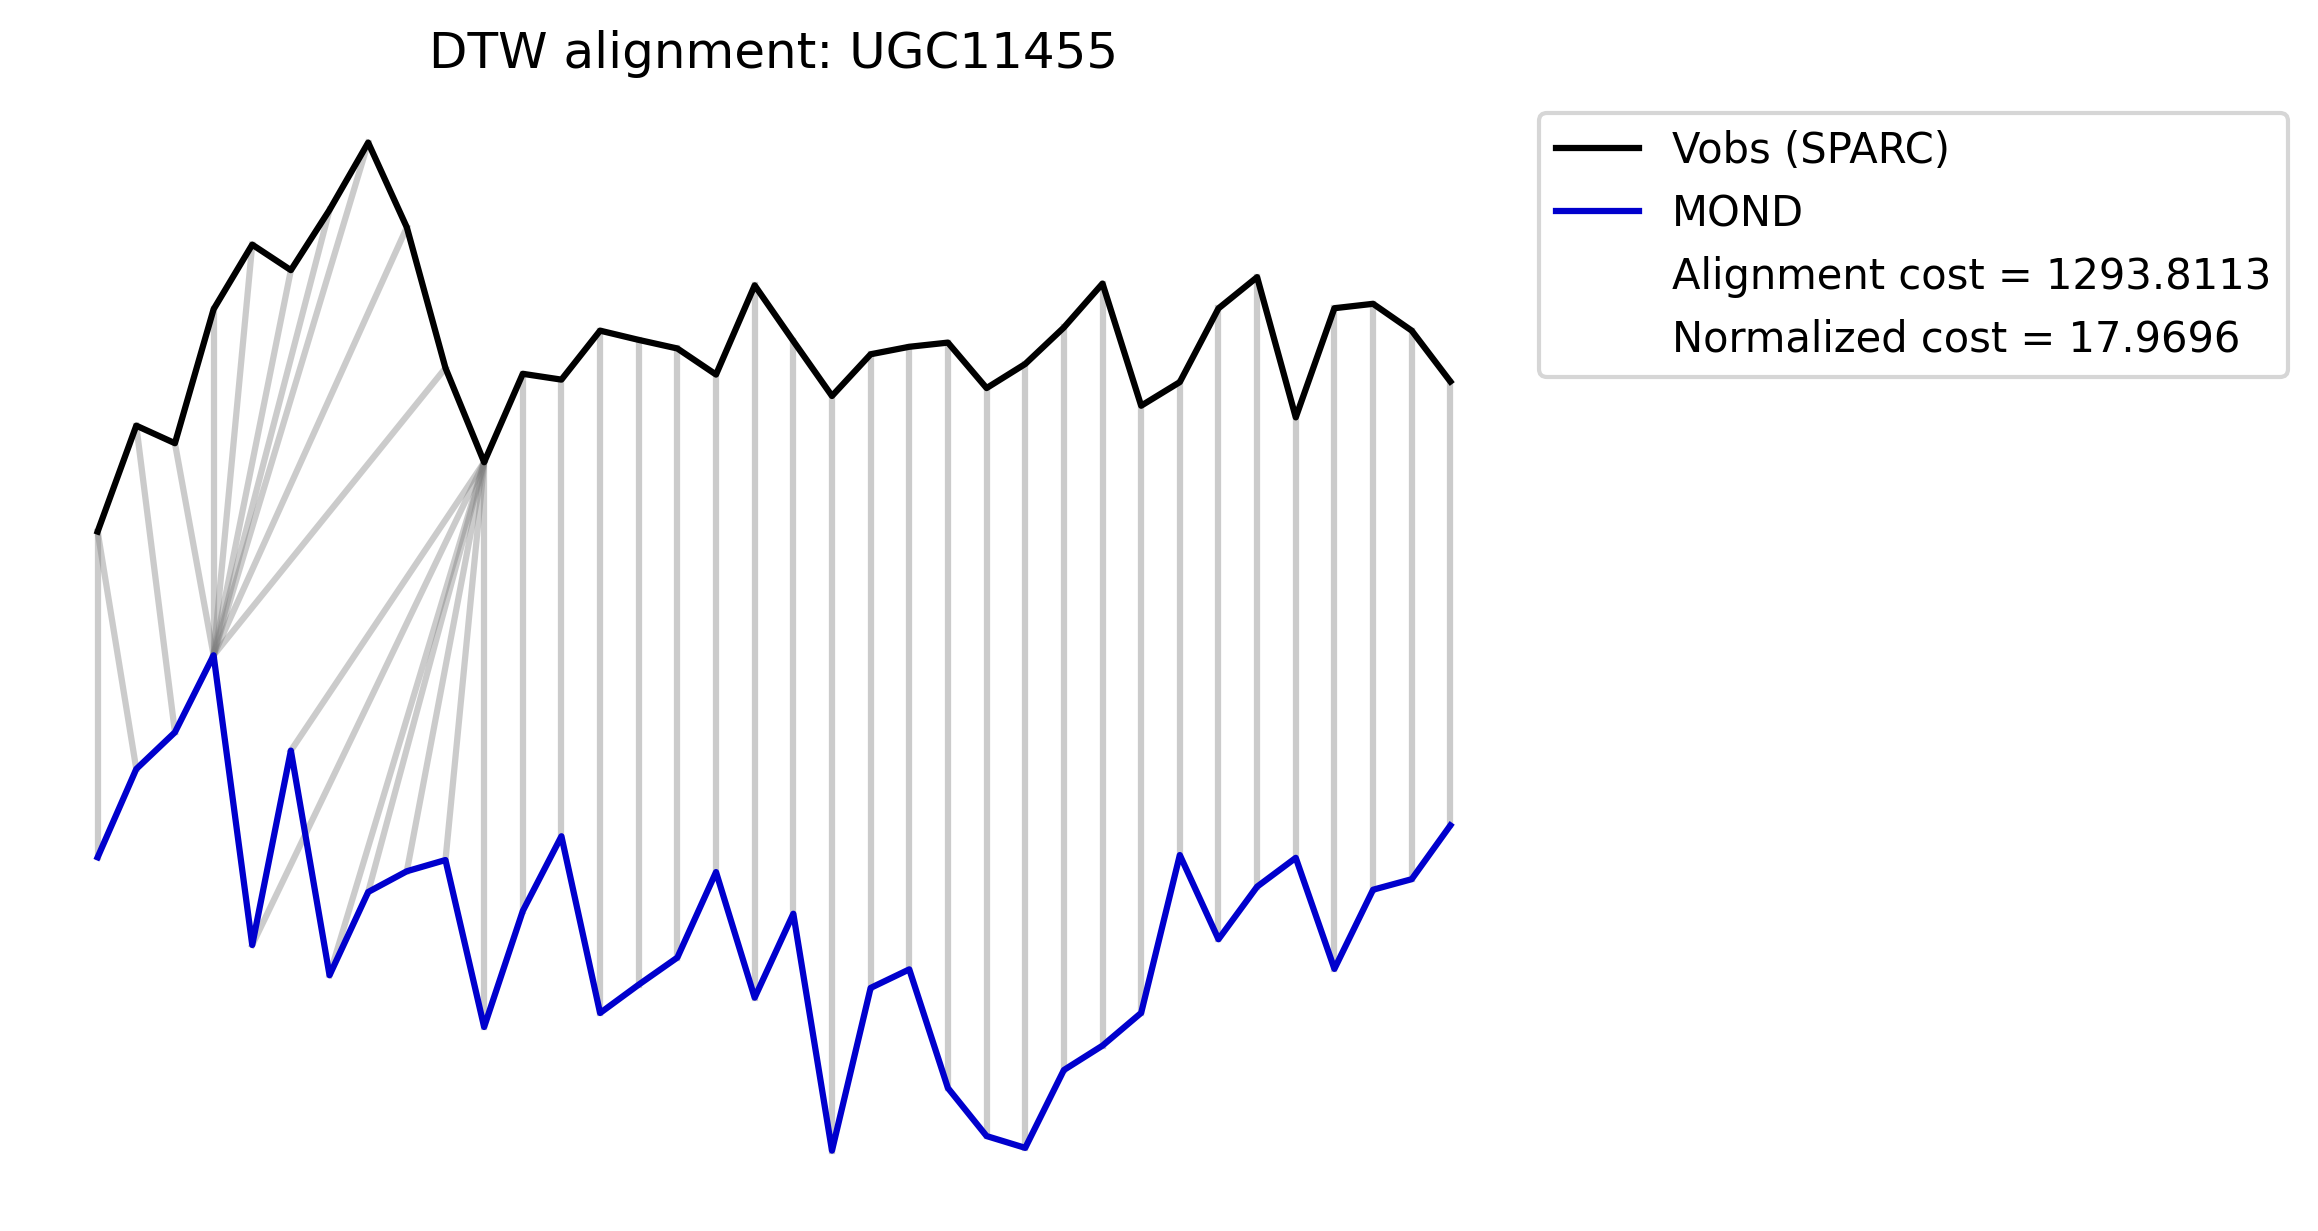 DTW alignment: UGC11455
Vobs (SPARC)
MOND
Alignment cost = 1293.8113
Normalized cost = 17.9696